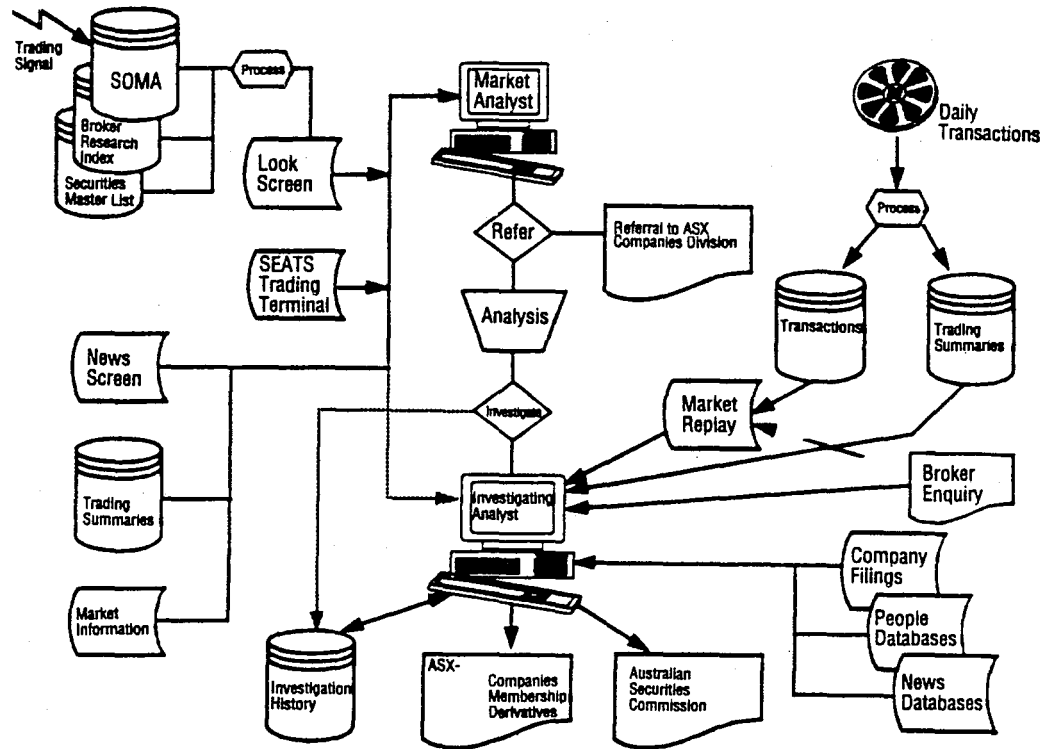 Trading
Signal
SOMA
Broker
Research
Index
Securities
Master List
Process
Look
Screen
Market
Analyst
Daily
Transactions
Process
Refer
Referral to ASX
Companies Division
SEATS
Trading
Terminal
Analysis
Transactions
Trading
Summaries
News
Screen
Investigate
Market
Replay
Trading
Summaries
Investigating
Analyst
Broker
Enquiry
Company
Filings
Market
Information
People
Databases
News
Databases
Investigation
History
ASX-
Companies
Membership
Derivatives
Australian
Securities
Commission